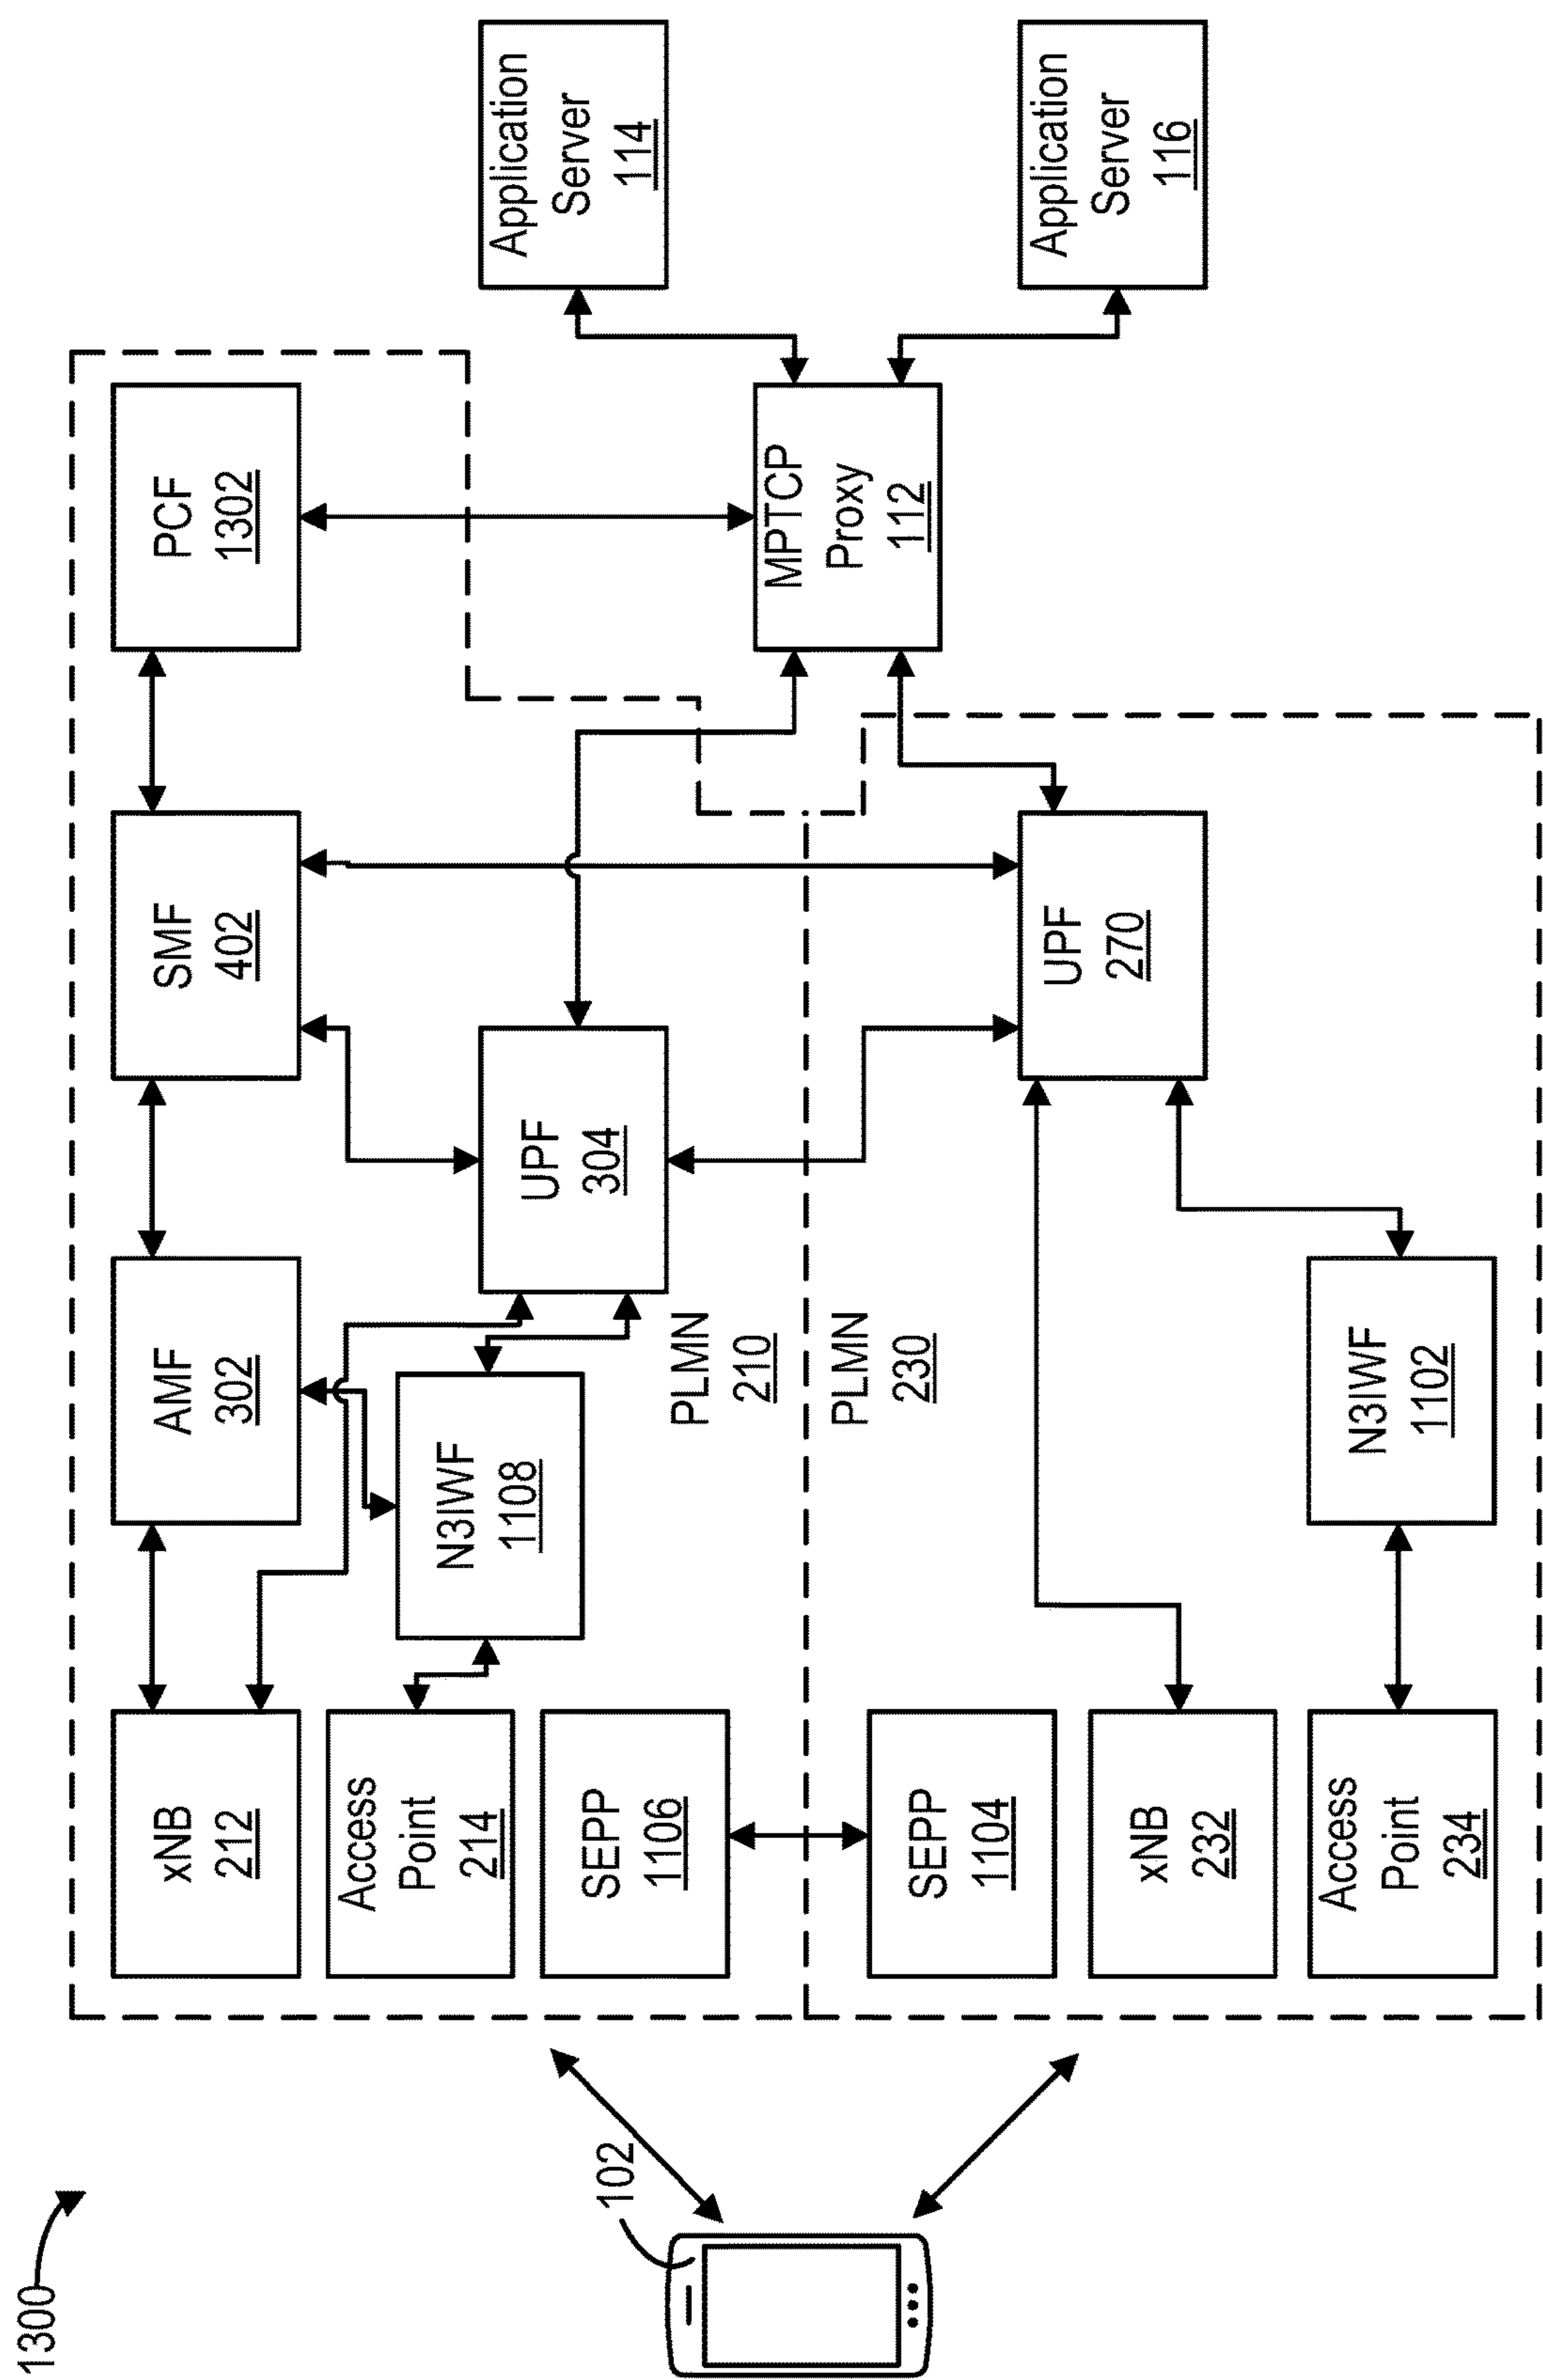 1300
102
xNB
212
AMF
302
SMF
402
PCF
1302
Access
Point
214
N3IWF
1108
UPF
304
SEPP
1106
PLMN
210
PLMN
230
SEPP
1104
xNB
232
UPF
270
Access
Point
234
N3IWF
1102
MPTCP
Proxy
112
Application
Server
114
Application
Server
116